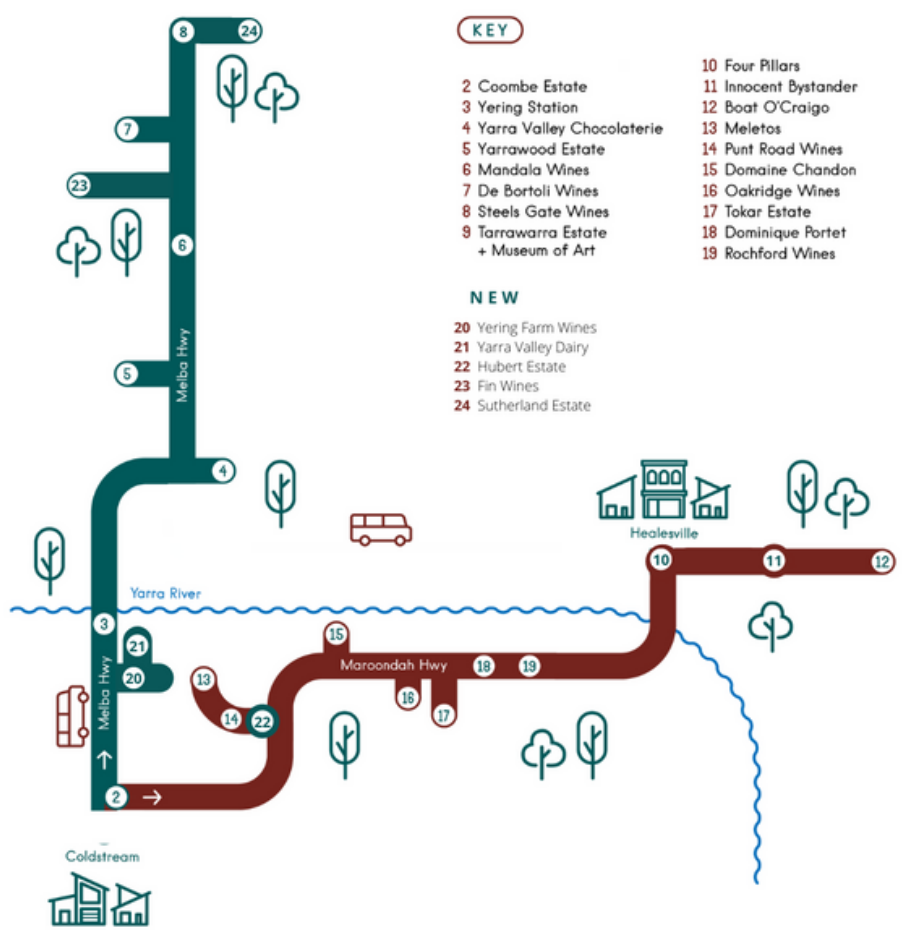 KEY
2 Coombe Estate
3 Yering Station
4 Yarra Valley Chocolaterie
5 Yarrawood Estate
6 Mandala Wines
7 De Bortoli Wines
8 Steels Gate Wines
9 Tarrawarra Estate
+ Museum of Art
10 Four Pillars
11 Innocent Bystander
12 Boat O'Craigo
13 Meletos
14 Punt Road Wines
15 Domaine Chandon
16 Oakridge Wines
17 Tokar Estate
18 Dominique Portet
19 Rochford Wines
NEW
20 Yering Farm Wines
21 Yarra Valley Dairy
22 Hubert Estate
23 Fin Wines
24 Sutherland Estate
8
24
7
23
6
Melba Hwy
5
4
Healesville
10
11
12
Yarra River
3
21
20
Melba Hwy
13
14
22
15
Maroondah Hwy
18
19
16
17
2
Coldstream